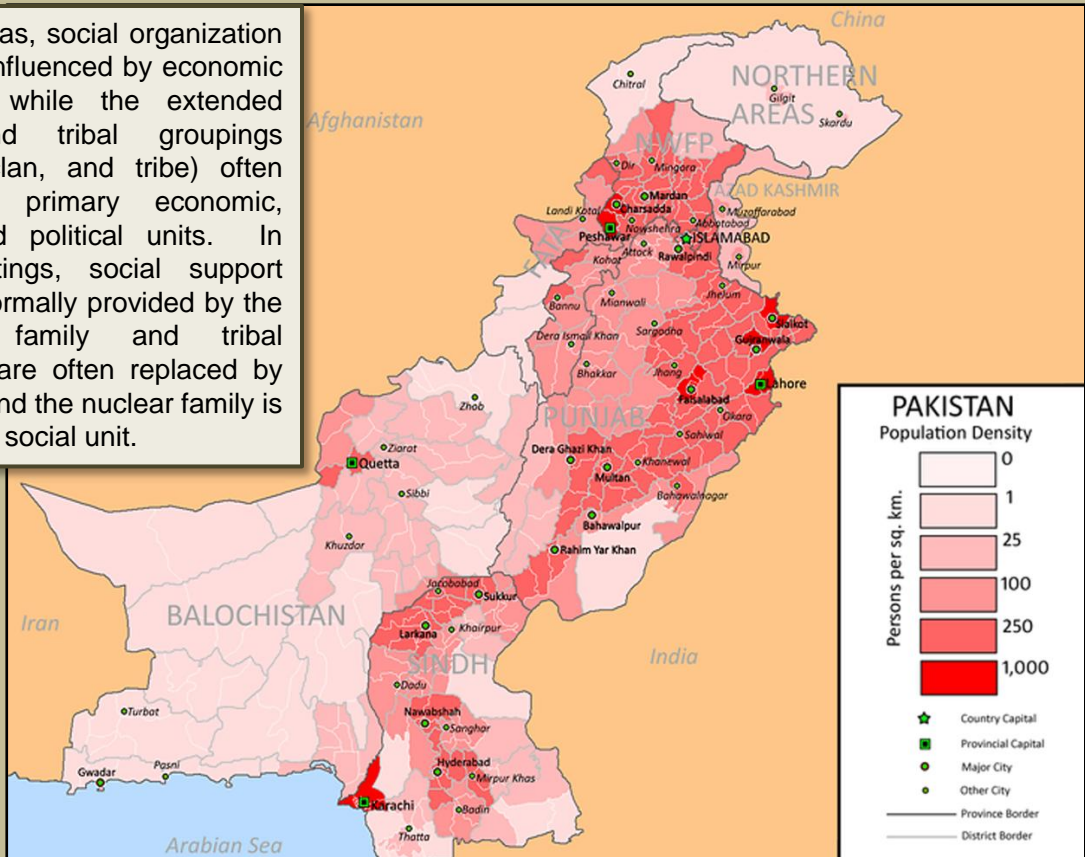 as, social organization
nfluenced by economic
while the extended
nd tribal groupings
lan, and tribe) often
primary economic,
d political units. In
tings, social support
ormally provided by the
family and tribal
are often replaced by
nd the nuclear family is
social unit.
China
Afghanistan
NORTHERN
AREAS
Chitral
Gilgit
Skardu
NWFP
Dir
Mingora
Mardan
Charsadda
AZAD KASHMIR
Landi Kotal
Muzaffarabad
Abbotabad
Nowshehra
Peshawar
ISLAMABAD
Attock
Rawalpindi
Kohat
Mirpur
FATA
Jhelum
Bannu
Mianwali
Sialkot
Sargodha
Gujranwala
Dera Ismail Khan
Bhakkar
Jhang
Lahore
Faisalabad
Zhob
Okara
PUNJAB
Sahiwal
Ziarat
Dera Ghazi Khan
Khanewal
Quetta
Multan
Sibbi
Bahawalnagar
Bahawalpur
Khuzdar
Rahim Yar Khan
Jacobabad
Sukkur
BALOCHISTAN
Iran
Larkana
Khairpur
India
SINDH
Dadu
Turbat
Nawabshah
Sanghar
Gwadar
Pasni
Hyderabad
Mirpur Khas
Karachi
Badin
Thatta
Arabian Sea
PAKISTAN
Population Density
Persons per sq. km.
0
1
25
100
250
1,000
Country Capital
Provincial Capital
Major City
Other City
Province Border
District Border